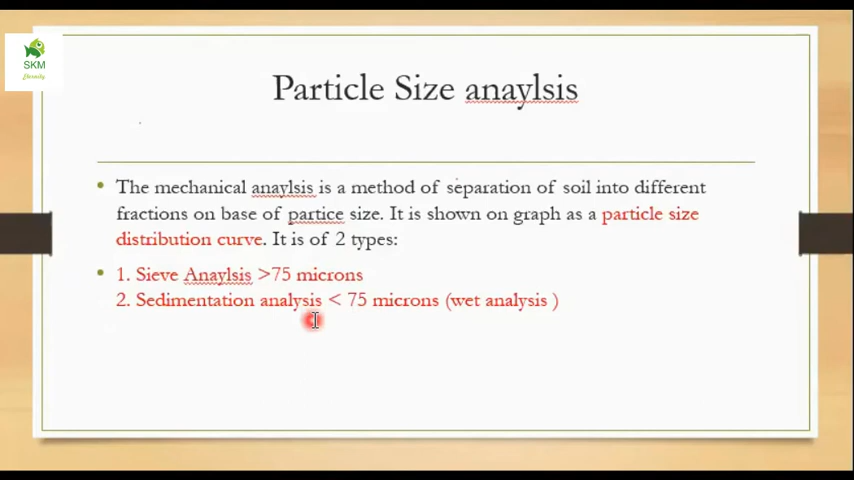 SKM
Eternity
Particle Size anaylsis
• The mechanical anaylsis is a method of separation of soil into different
fractions on base of partice size. It is shown on graph as a particle size
distribution curve. It is of 2 types:
• 1. Sieve Anaylsis >75 microns
2. Sedimentation analysis < 75 microns (wet analysis )